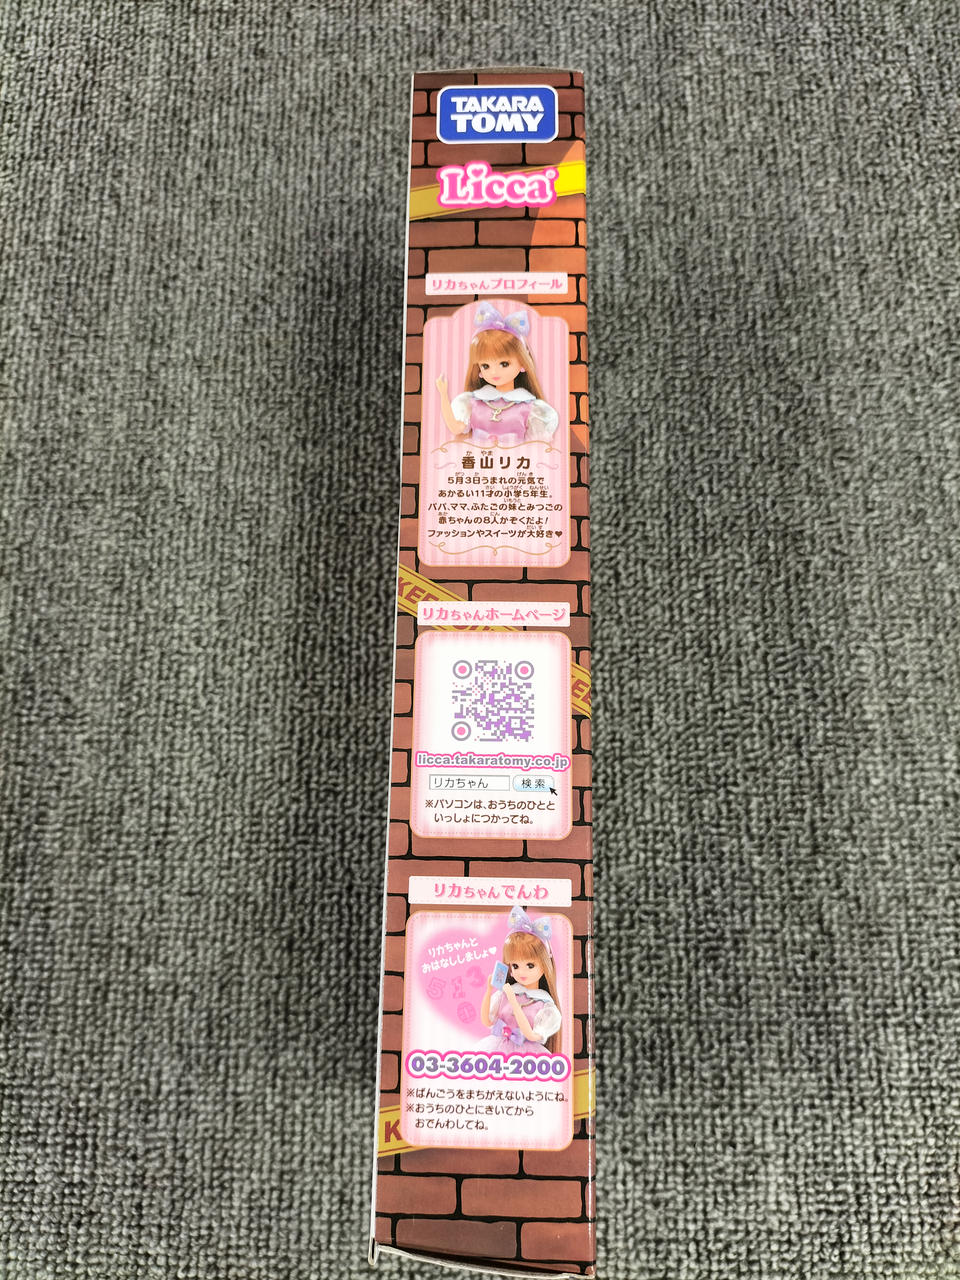 TAKARA
TOMY
Licca®
リカちゃんプロフィール
香山リカ
5月3日うまれの元気で
あかるい11才の小学5年生。
パパ、ママ、ふたごの妹とみつごの
赤ちゃんの8人かぞくだよ!
ファッションやスイーツが大好き♥
KEE
リカちゃんホームページ
licca.takaratomy.co.jp
リカちゃん 検索
※パソコンは、おうちのひとと
いっしょにつかってね。
リカちゃんでんわ
リカちゃんと
おはなししましょ♥
03-3604-2000
※ばんごうをまちがえないようにね。
※おうちのひとにきいてから
おでんわしてね。
K